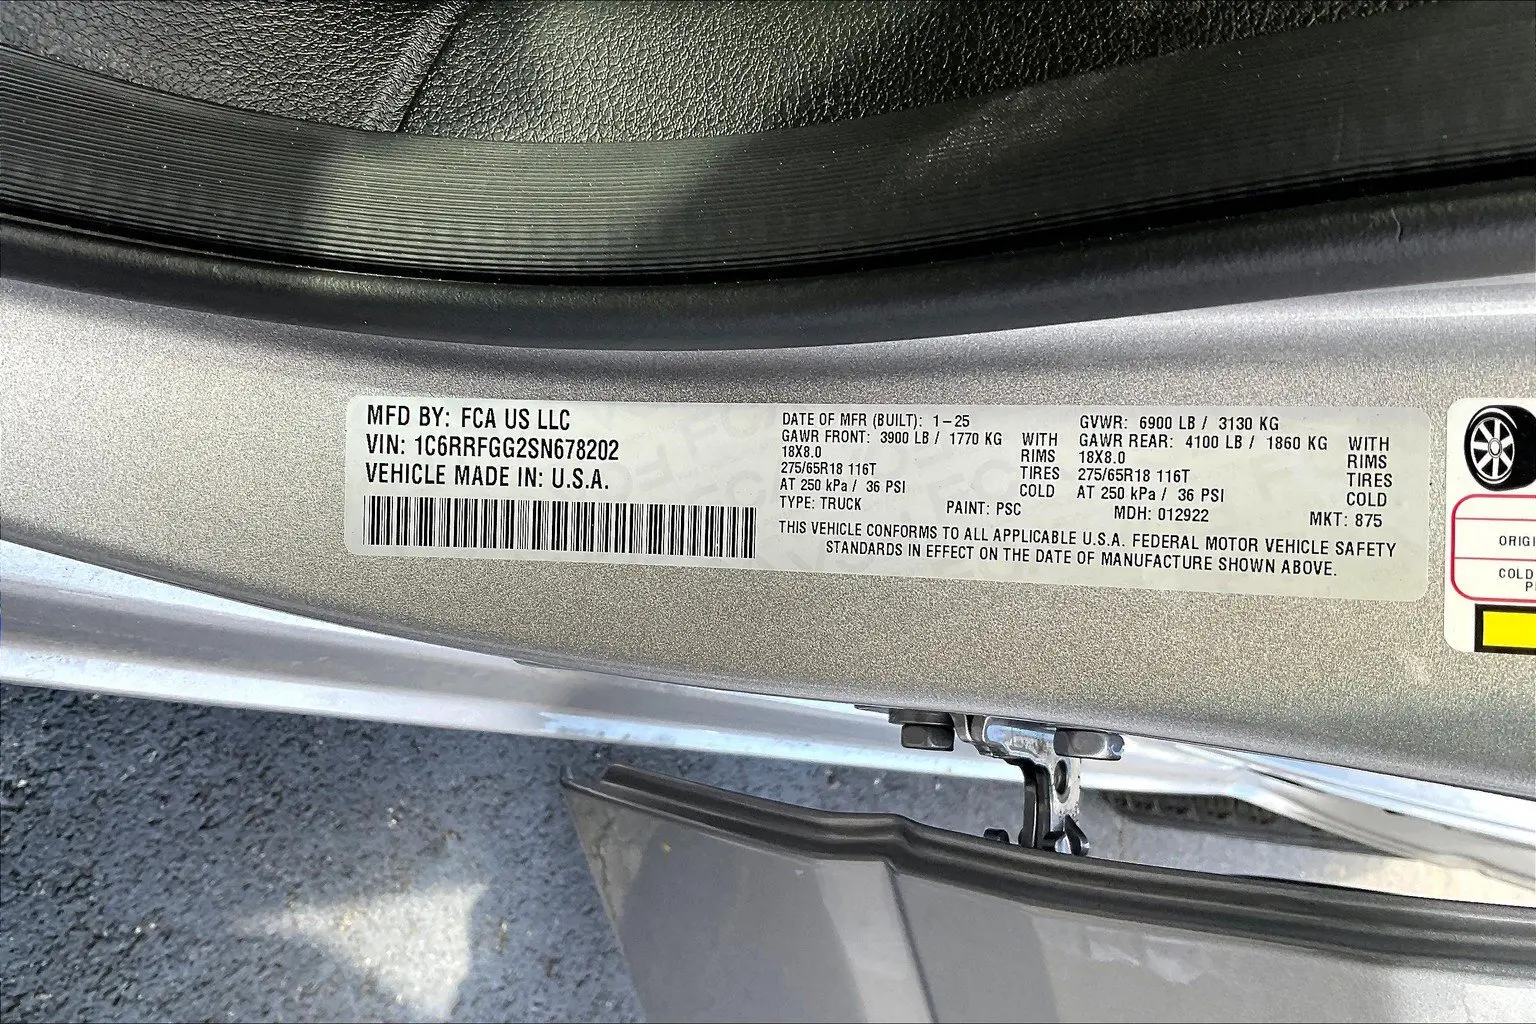 MFD BY: FCA US LLC
VIN: 1C6RRFGG2SN678202
VEHICLE MADE IN: U.S.A.
DATE OF MFR (BUILT): 1-25
GAWR FRONT: 3900 LB / 1770 KG WITH
18X8.0 RIMS
275/65R18 116T TIRES
AT 250 kPa / 36 PSI COLD
TYPE: TRUCK PAINT: PSC
GVWR: 6900 LB / 3130 KG
GAWR REAR: 4100 LB / 1860 KG WITH
18X8.0 RIMS
275/65R18 116T TIRES
AT 250 kPa / 36 PSI COLD
MDH: 012922 MKT: 875
THIS VEHICLE CONFORMS TO ALL APPLICABLE U.S.A. FEDERAL MOTOR VEHICLE SAFETY
STANDARDS IN EFFECT ON THE DATE OF MANUFACTURE SHOWN ABOVE.
ORIGI
COLD
P